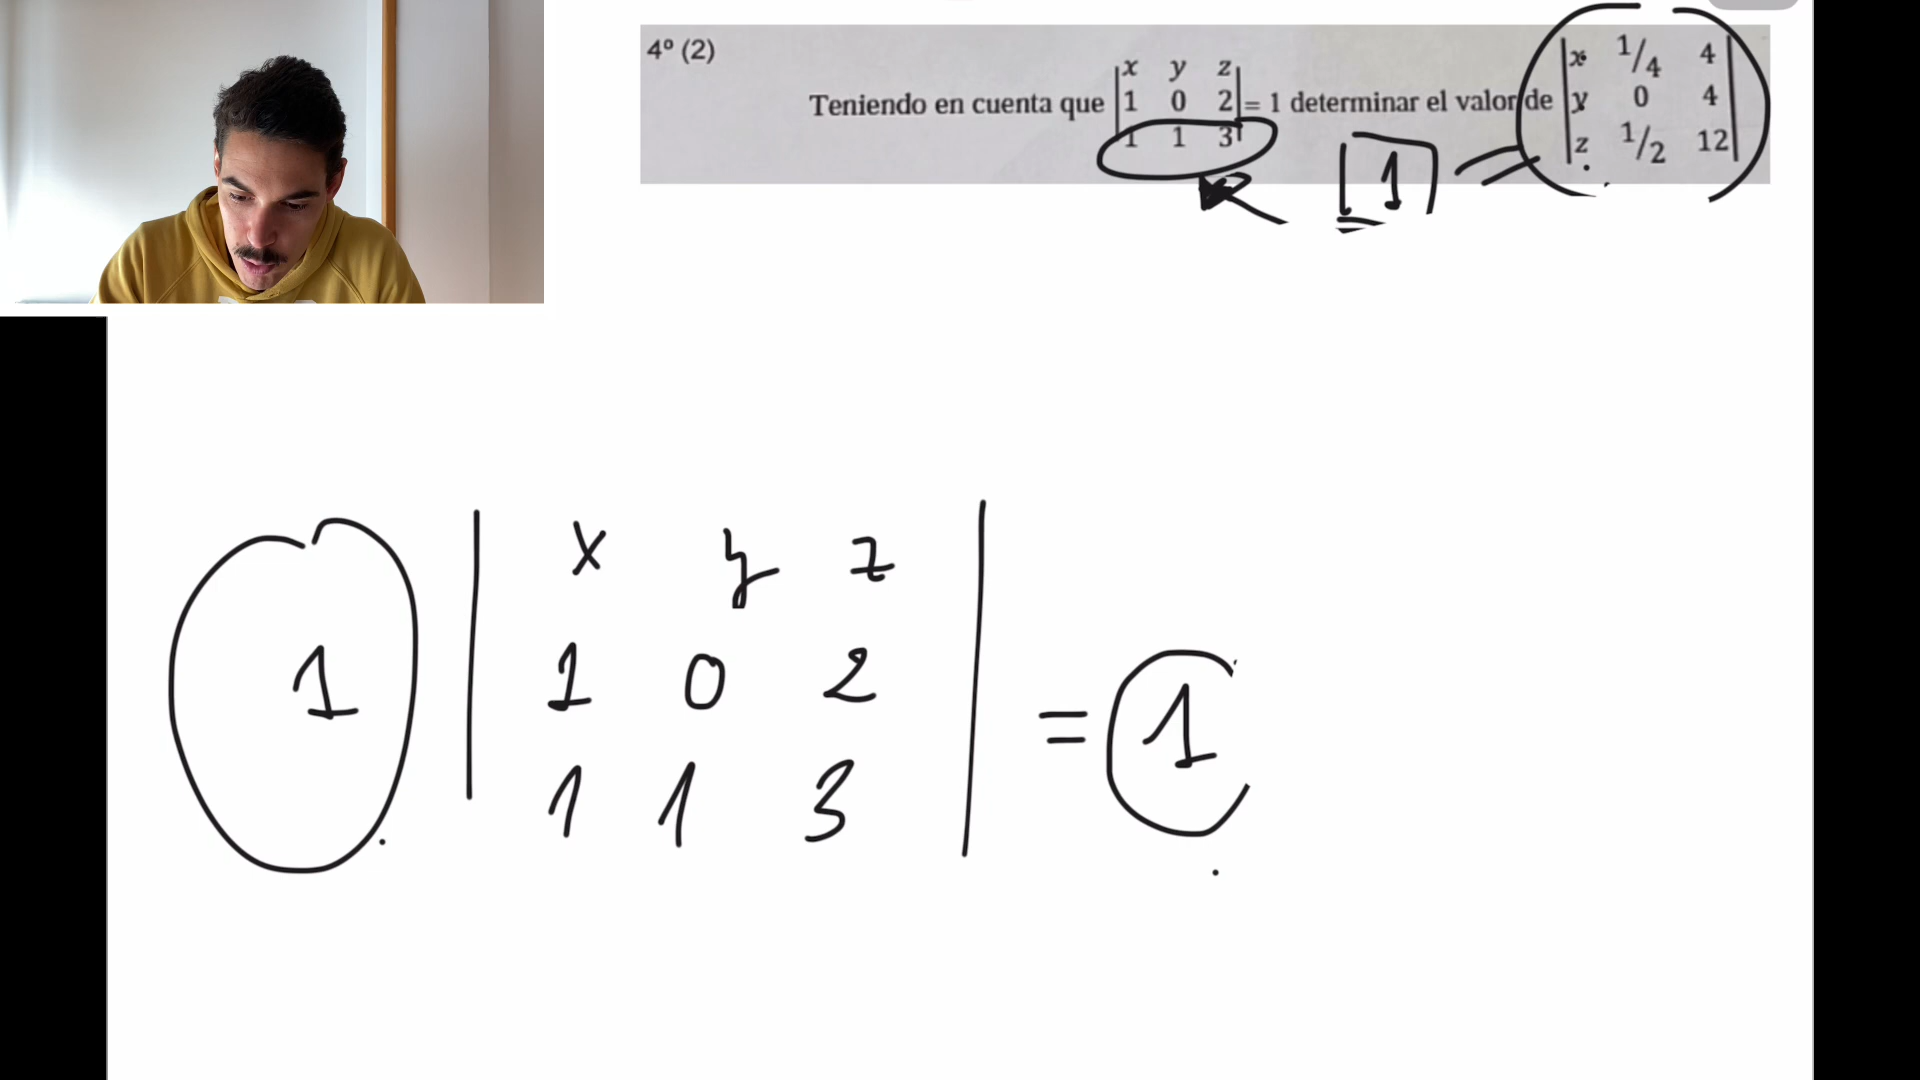 4º (2)
Teniendo en cuenta que |x y z| = 1 determinar el valor de |x 1/4 4|
|1 0 2| |y 0 4|
|1 1 3| |z 1/2 12|
[1] =
1 | x y z |
1 0 2 = 1
1 1 3